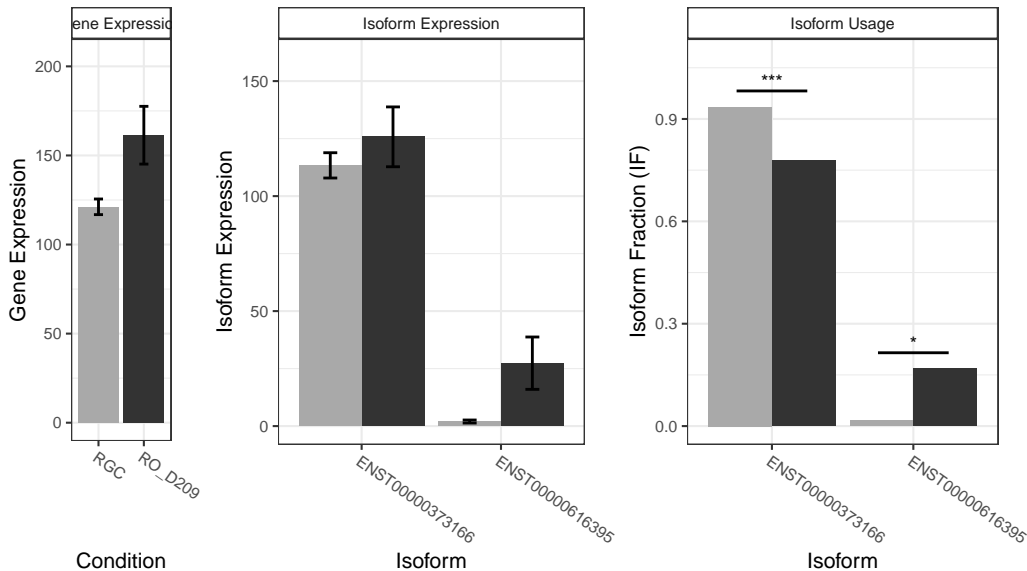 ene Expressio
Gene Expression
200
150
100
50
0
RGC
RO_D209
Condition
Isoform Expression
Isoform Expression
150
100
50
0
ENST00000373166
ENST00000616395
Isoform
Isoform Usage
Isoform Fraction (IF)
0.9
0.6
0.3
0.0
***
*
ENST00000373166
ENST00000616395
Isoform